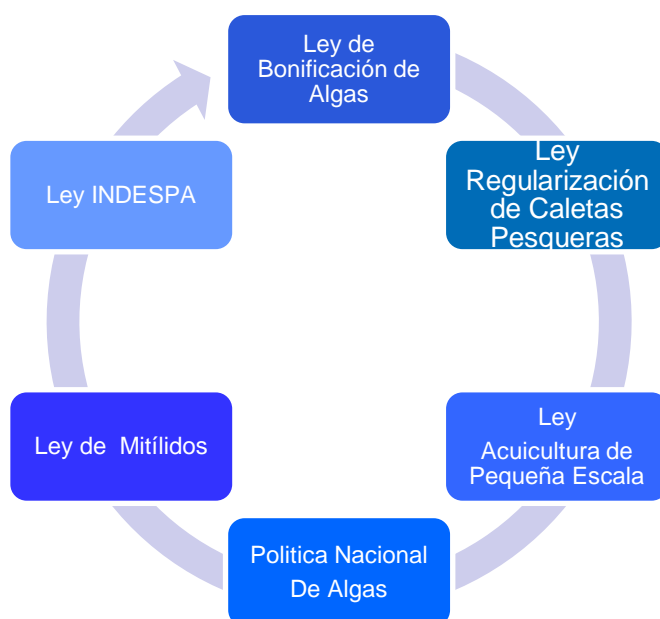 Ley de
Bonificación de
Algas
Ley
Regularización
de Caletas
Pesqueras
Ley
Acuicultura de
Pequeña Escala
Politica Nacional
De Algas
Ley de Mitílidos
Ley INDESPA